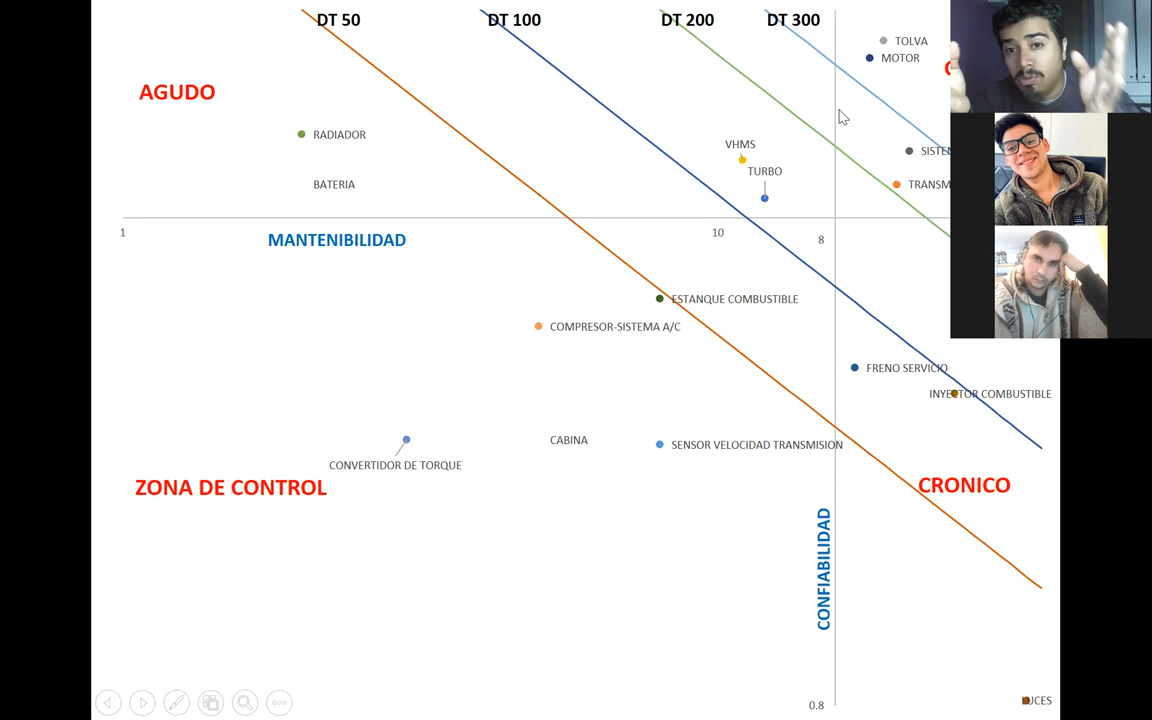 DT 50
DT 100
DT 200
DT 300
TOLVA
MOTOR
AGUDO
RADIADOR
VHMS
TURBO
BATERIA
1
10
MANTENIBILIDAD
8
ESTANQUE COMBUSTIBLE
COMPRESOR-SISTEMA A/C
FRENO SERVICIO
INYECTOR COMBUSTIBLE
CABINA
SENSOR VELOCIDAD TRANSMISION
CONVERTIDOR DE TORQUE
ZONA DE CONTROL
CRONICO
CONFIABILIDAD
LUCES
0.8